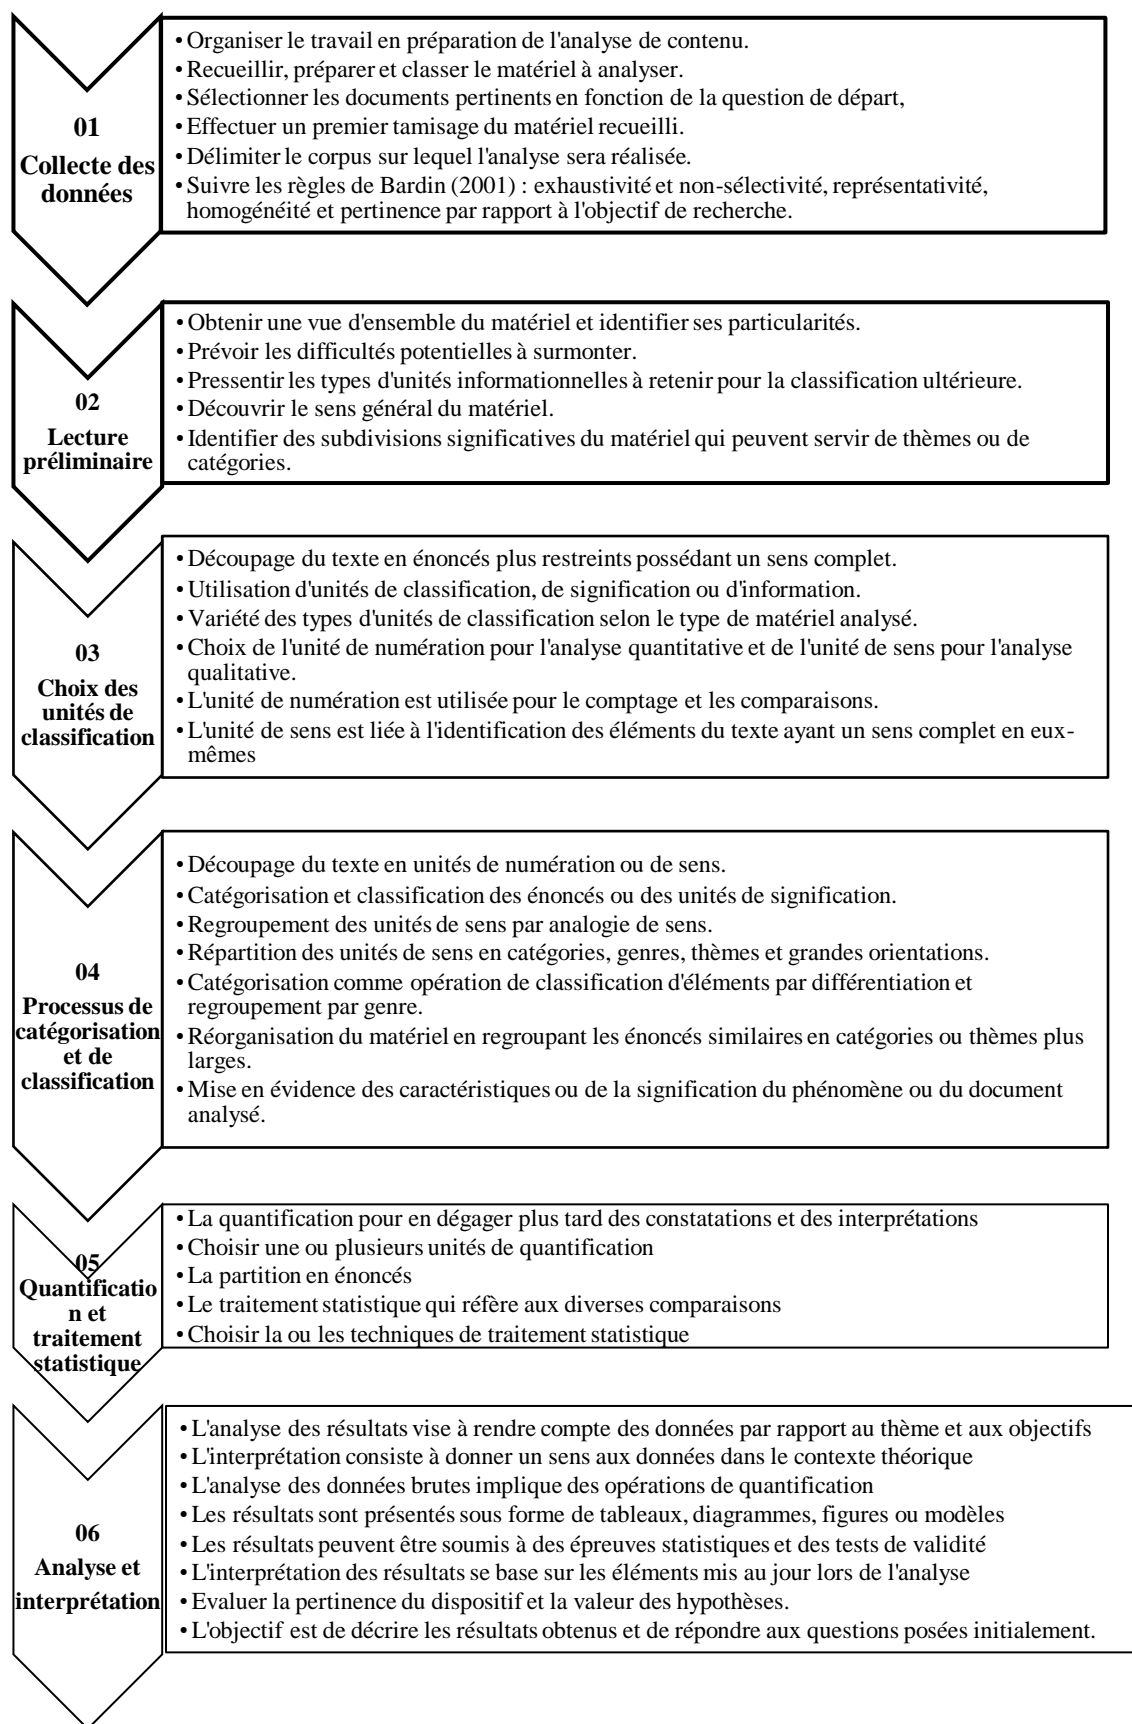 01
Collecte des
données
• Organiser le travail en préparation de l'analyse de contenu.
• Recueillir, préparer et classer le matériel à analyser.
• Sélectionner les documents pertinents en fonction de la question de départ,
• Effectuer un premier tamisage du matériel recueilli.
• Délimiter le corpus sur lequel l'analyse sera réalisée.
• Suivre les règles de Bardin (2001) : exhaustivité et non-sélectivité, représentativité,
homogénéité et pertinence par rapport à l'objectif de recherche.
02
Lecture
préliminaire
• Obtenir une vue d'ensemble du matériel et identifier ses particularités.
• Prévoir les difficultés potentielles à surmonter.
• Pressentir les types d'unités informationnelles à retenir pour la classification ultérieure.
• Découvrir le sens général du matériel.
• Identifier des subdivisions significatives du matériel qui peuvent servir de thèmes ou de
catégories.
03
Choix des
unités de
classification
• Découpage du texte en énoncés plus restreints possédant un sens complet.
• Utilisation d'unités de classification, de signification ou d'information.
• Variété des types d'unités de classification selon le type de matériel analysé.
• Choix de l'unité de numération pour l'analyse quantitative et de l'unité de sens pour l'analyse
qualitative.
• L'unité de numération est utilisée pour le comptage et les comparaisons.
• L'unité de sens est liée à l'identification des éléments du texte ayant un sens complet en eux-
mêmes
04
Processus de
catégorisation
et de
classification
• Découpage du texte en unités de numération ou de sens.
• Catégorisation et classification des énoncés ou des unités de signification.
• Regroupement des unités de sens par analogie de sens.
• Répartition des unités de sens en catégories, genres, thèmes et grandes orientations.
• Catégorisation comme opération de classification d'éléments par différentiation et
regroupement par genre.
• Réorganisation du matériel en regroupant les énoncés similaires en catégories ou thèmes plus
larges.
• Mise en évidence des caractéristiques ou de la signification du phénomène ou du document
analysé.
05
Quantificatio
n et
traitement
statistique
• La quantification pour en dégager plus tard des constatations et des interprétations
• Choisir une ou plusieurs unités de quantification
• La partition en énoncés
• Le traitement statistique qui réfère aux diverses comparaisons
• Choisir la ou les techniques de traitement statistique
06
Analyse et
interprétation
• L'analyse des résultats vise à rendre compte des données par rapport au thème et aux objectifs
• L'interprétation consiste à donner un sens aux données dans le contexte théorique
• L'analyse des données brutes implique des opérations de quantification
• Les résultats sont présentés sous forme de tableaux, diagrammes, figures ou modèles
• Les résultats peuvent être soumis à des épreuves statistiques et des tests de validité
• L'interprétation des résultats se base sur les éléments mis au jour lors de l'analyse
• Evaluer la pertinence du dispositif et la valeur des hypothèses.
• L'objectif est de décrire les résultats obtenus et de répondre aux questions posées initialement.